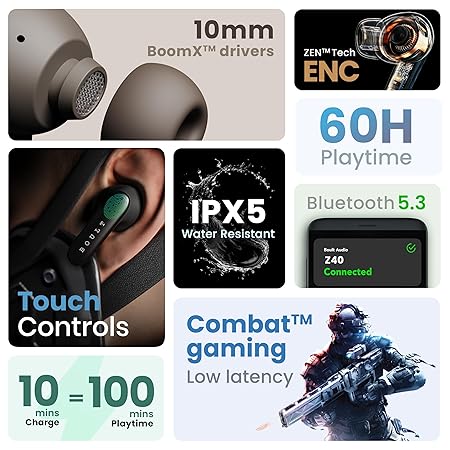 10mm
BoomX™ drivers
ZEN™ Tech
ENC
60H
Playtime
BOULT
Touch
Controls
IPX5
Water Resistant
Bluetooth 5.3
Boult Audio
Z40
Connected
10
mins
Charge
=
100
mins
Playtime
Combat™
gaming
Low latency